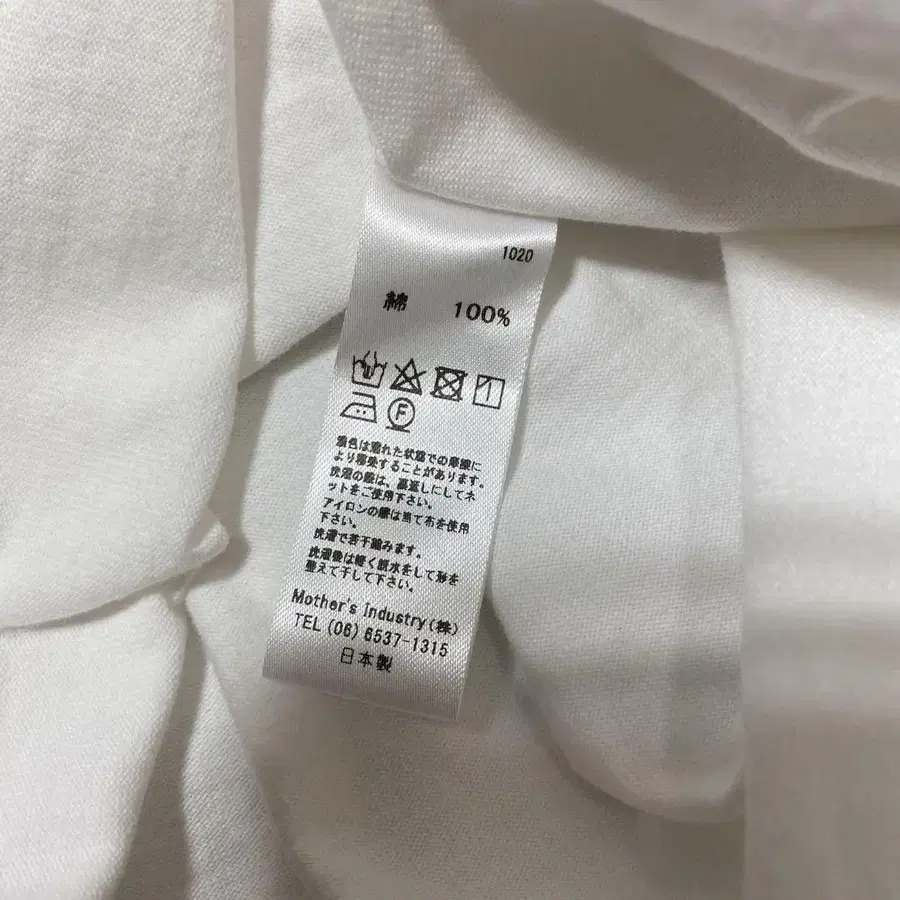 1020
綿 100%
F
濃色は濡れた状態での摩擦に
より移染することがあります。
洗濯の際は、裏返しにしてネ
ットをご使用下さい。
アイロンの際は当て布を使用
下さい。
洗濯で若干縮みます。
洗濯後は軽く脱水をして形を
整えて干して下さい。
Mother's Industry(株)
TEL (06) 6537-1315
日本製